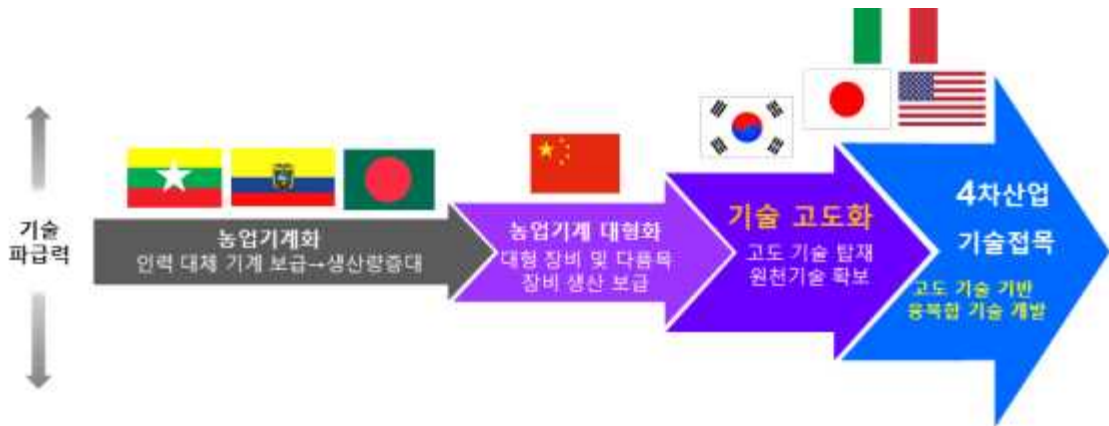 기술
파급력
농업기계화
인력 대체 기계 보급→생산량증대
농업기계 대형화
대형 장비 및 다품목
장비 생산 보급
기술 고도화
고도 기술 탑재
원천기술 확보
4차산업
기술접목
고도 기술 기반
융복합 기술 개발